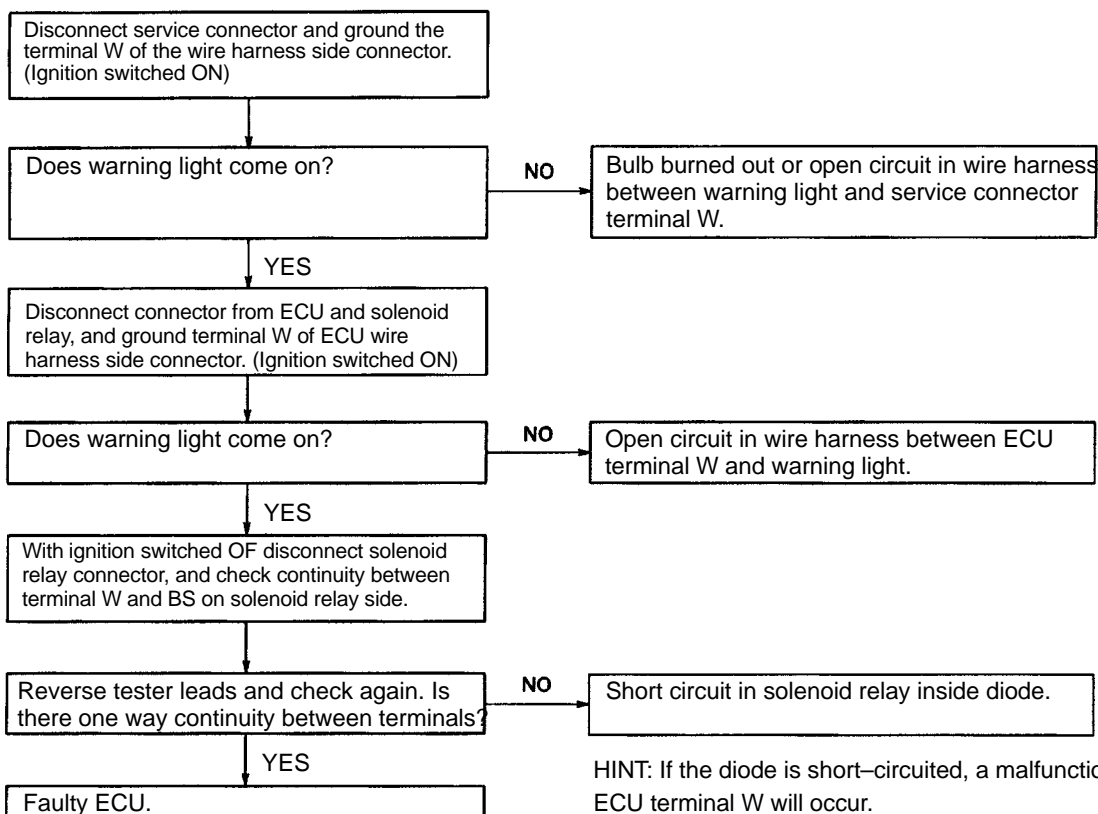 Disconnect service connector and ground the
terminal W of the wire harness side connector.
(Ignition switched ON)
Does warning light come on?
NO
Bulb burned out or open circuit in wire harness
between warning light and service connector
terminal W.
YES
Disconnect connector from ECU and solenoid
relay, and ground terminal W of ECU wire
harness side connector. (Ignition switched ON)
Does warning light come on?
NO
Open circuit in wire harness between ECU
terminal W and warning light.
YES
With ignition switched OF disconnect solenoid
relay connector, and check continuity between
terminal W and BS on solenoid relay side.
Reverse tester leads and check again. Is
there one way continuity between terminals?
NO
Short circuit in solenoid relay inside diode.
YES
Faulty ECU.
HINT: If the diode is short–circuited, a malfunctio
ECU terminal W will occur.